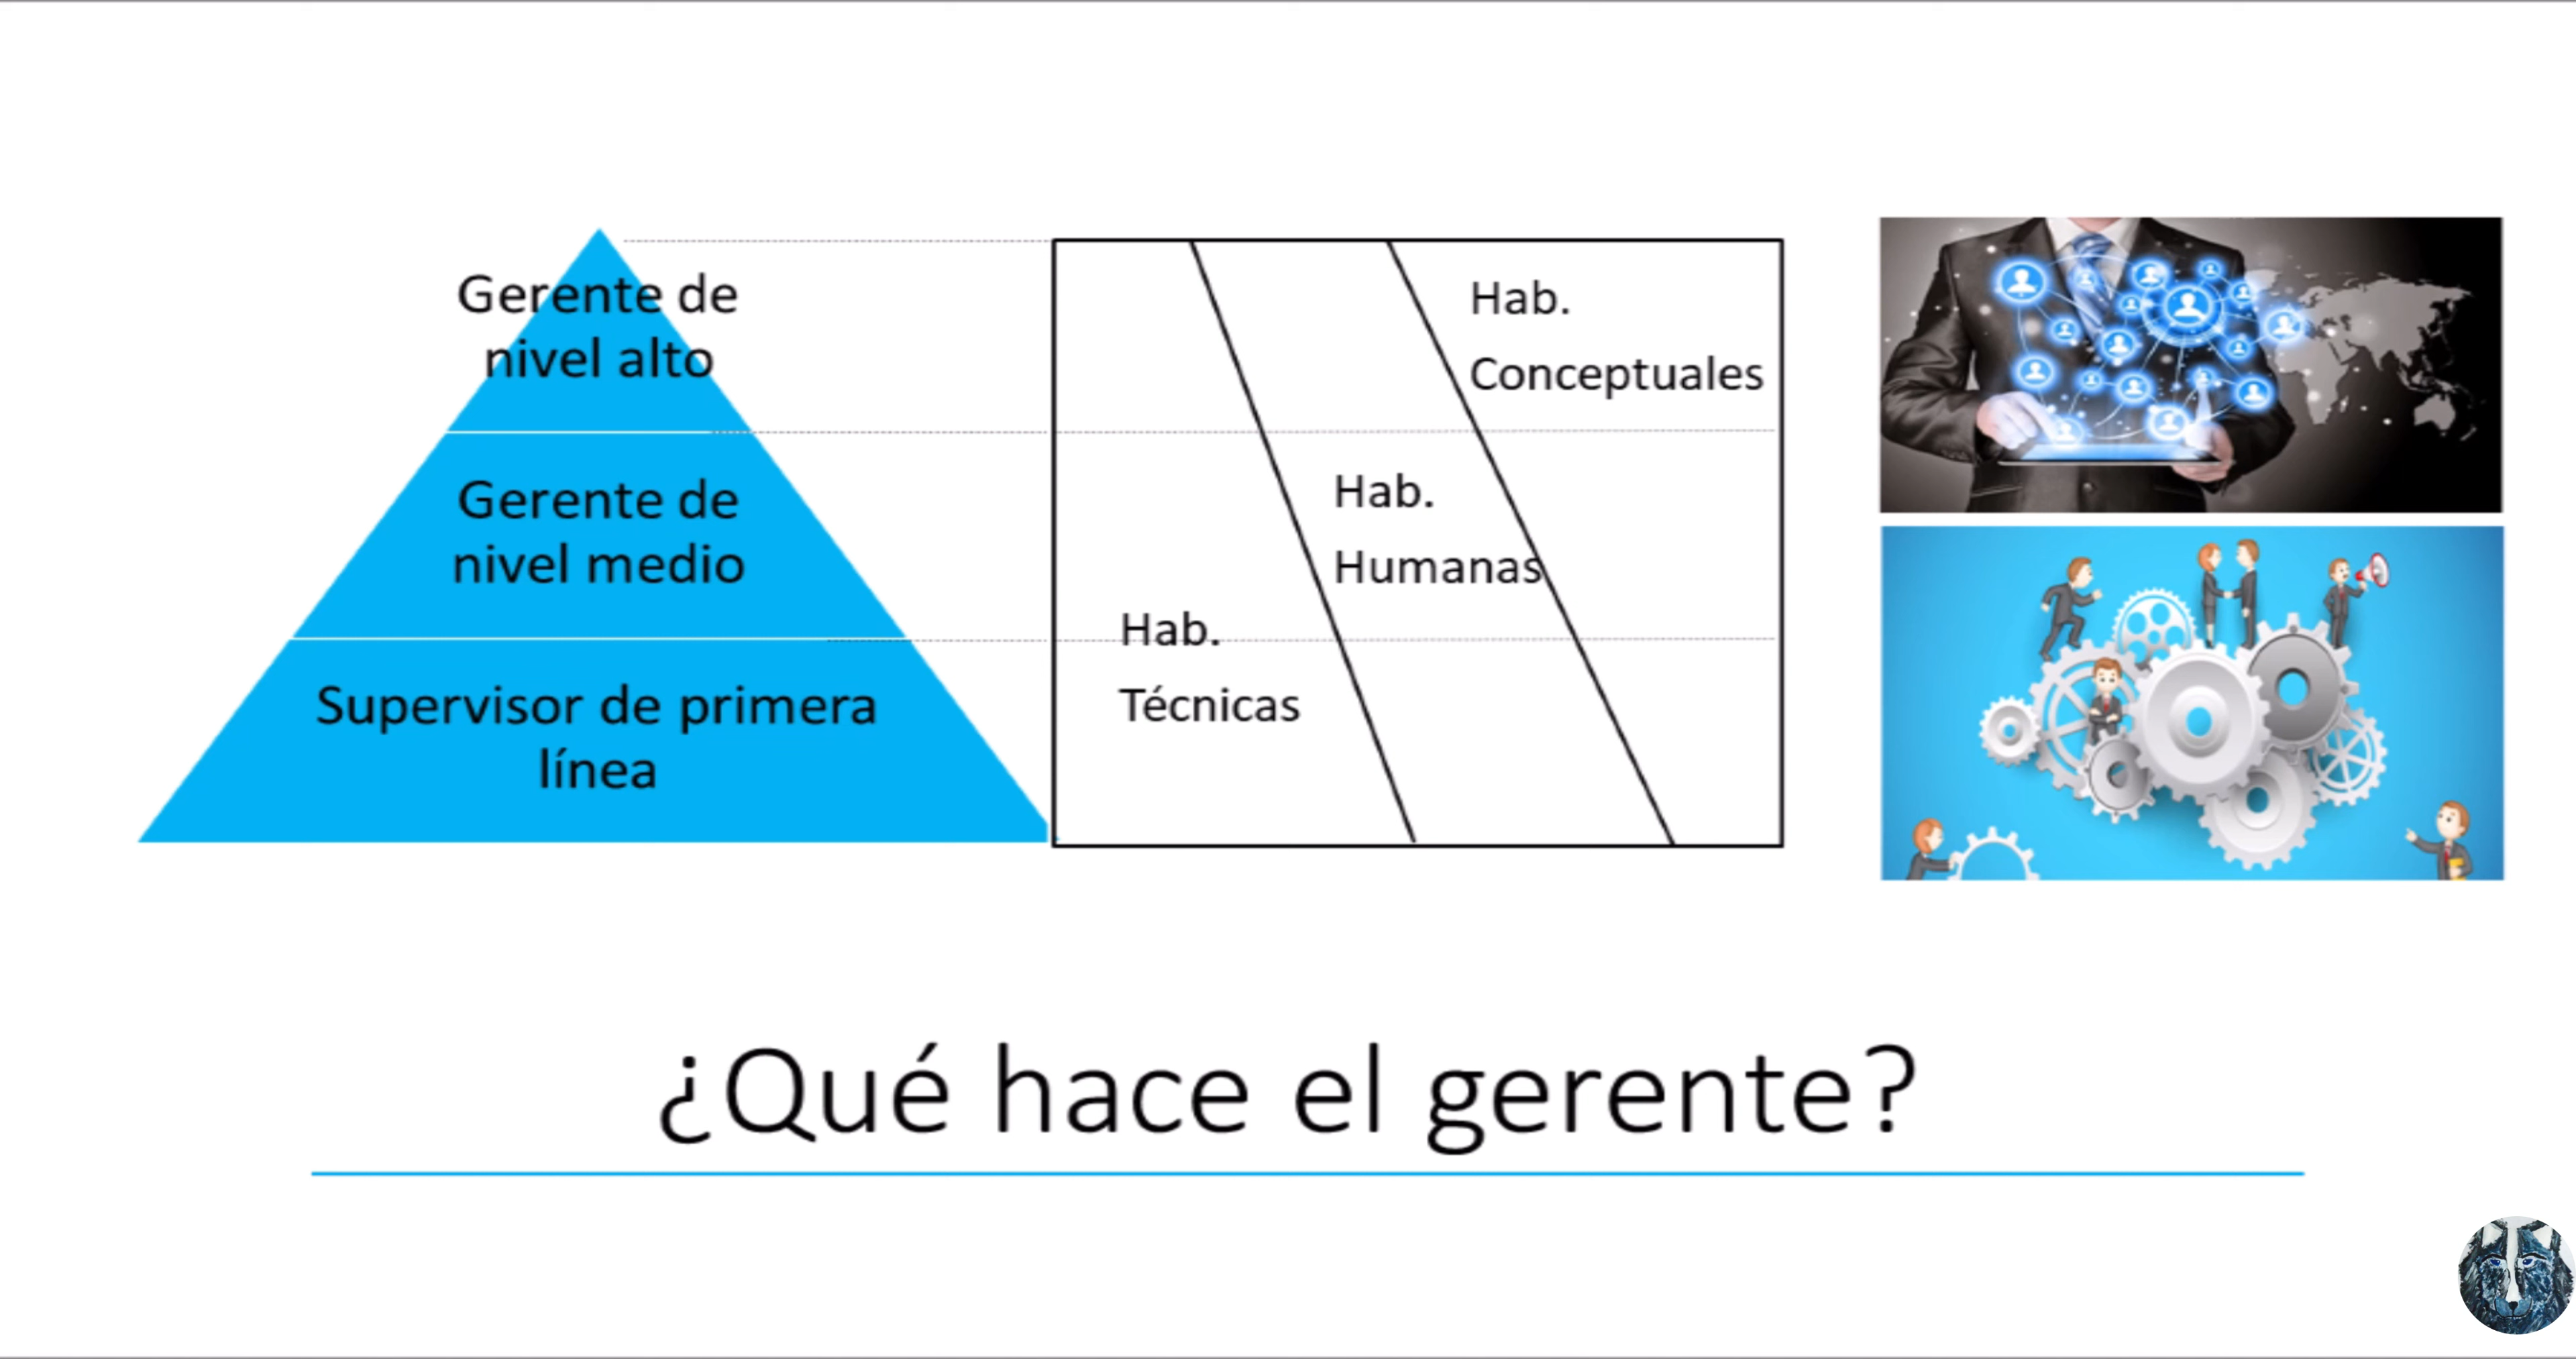 Gerente de
nivel alto
Gerente de
nivel medio
Supervisor de primera
línea
Hab.
Conceptuales
Hab.
Humanas
Hab.
Técnicas
¿Qué hace el gerente?